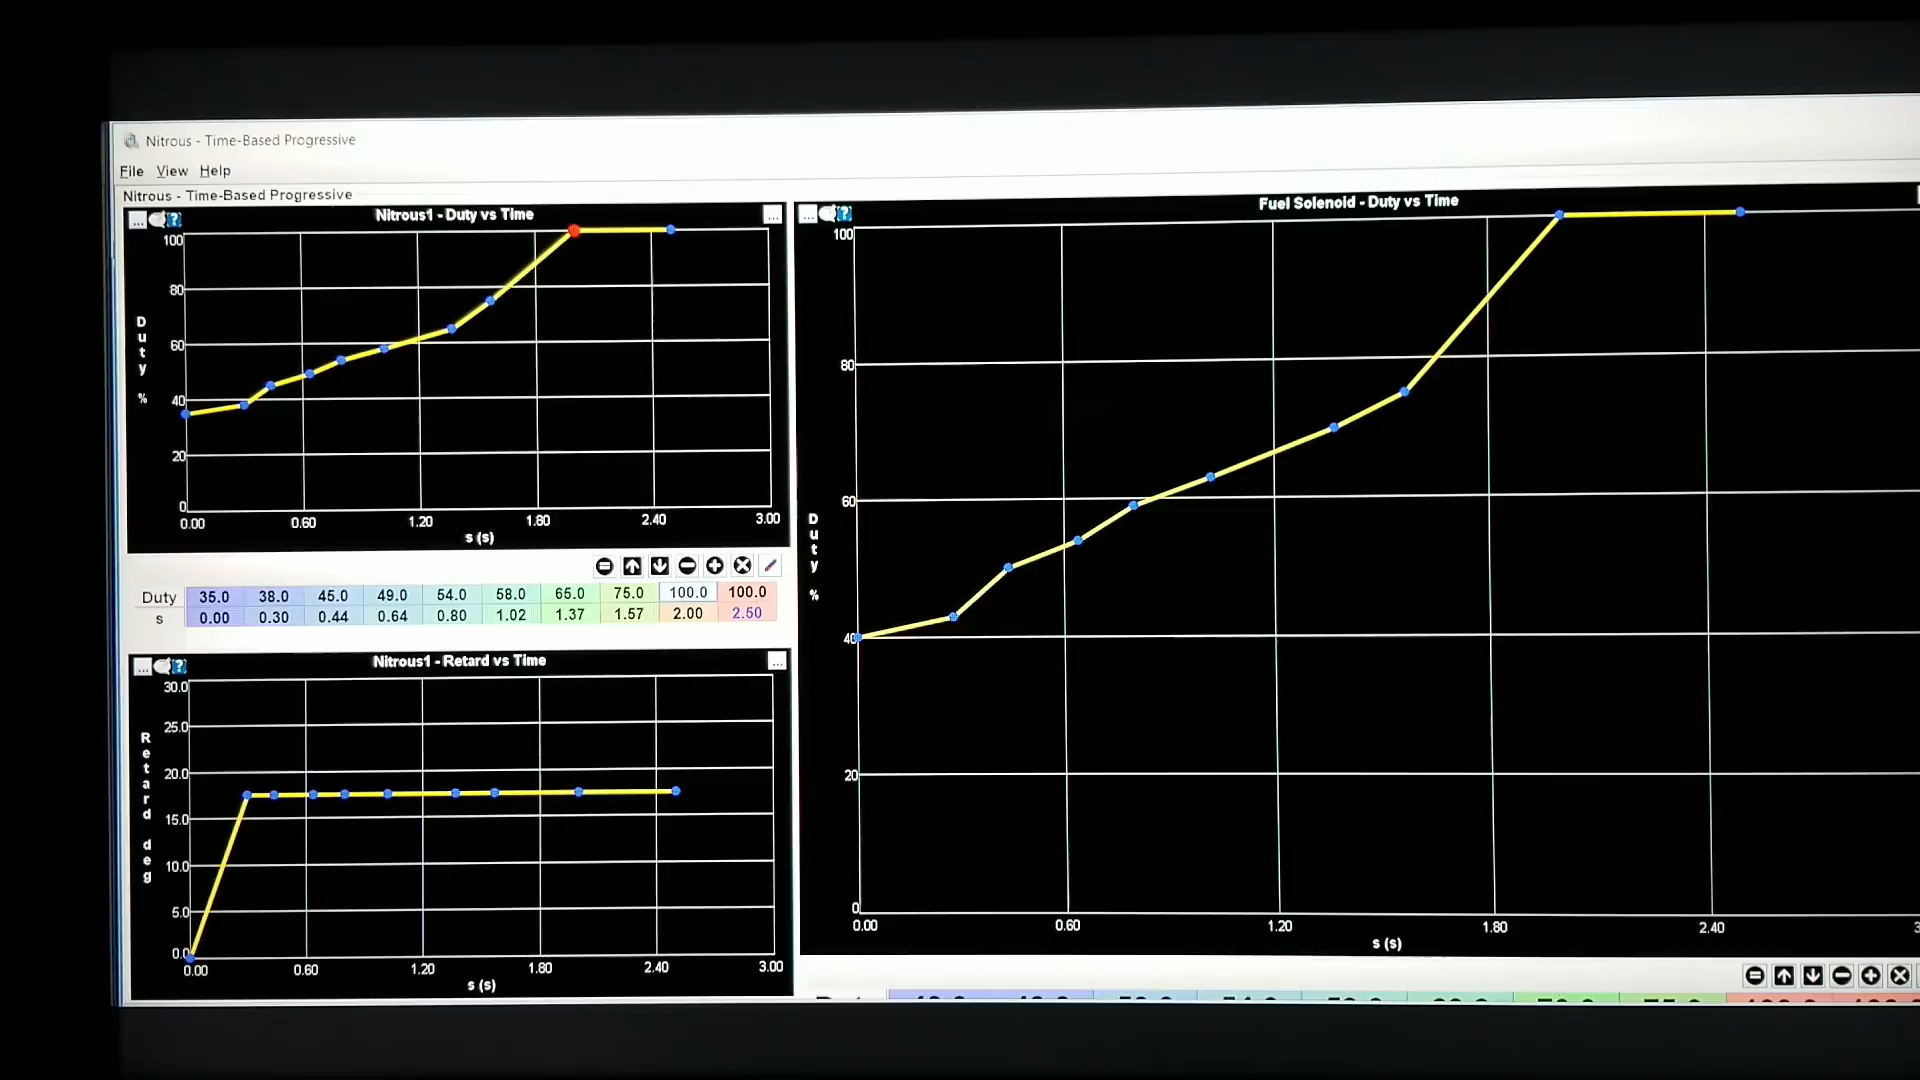 Nitrous - Time-Based Progressive
File View Help
Nitrous - Time-Based Progressive
Nitrous1 - Duty vs Time
100
80
60
40
20
0
Duty %
0.00 0.60 1.20 1.80 2.40 3.00
s (s)
Duty 35.0 38.0 45.0 49.0 54.0 58.0 65.0 75.0 100.0 100.0
s 0.00 0.30 0.44 0.64 0.80 1.02 1.37 1.57 2.00 2.50
Nitrous1 - Retard vs Time
30.0
25.0
20.0
15.0
10.0
5.0
0.0
Retard deg
0.00 0.60 1.20 1.80 2.40 3.00
s (s)
Fuel Solenoid - Duty vs Time
100
80
60
40
20
0
Duty %
0.00 0.60 1.20 1.80 2.40
s (s)